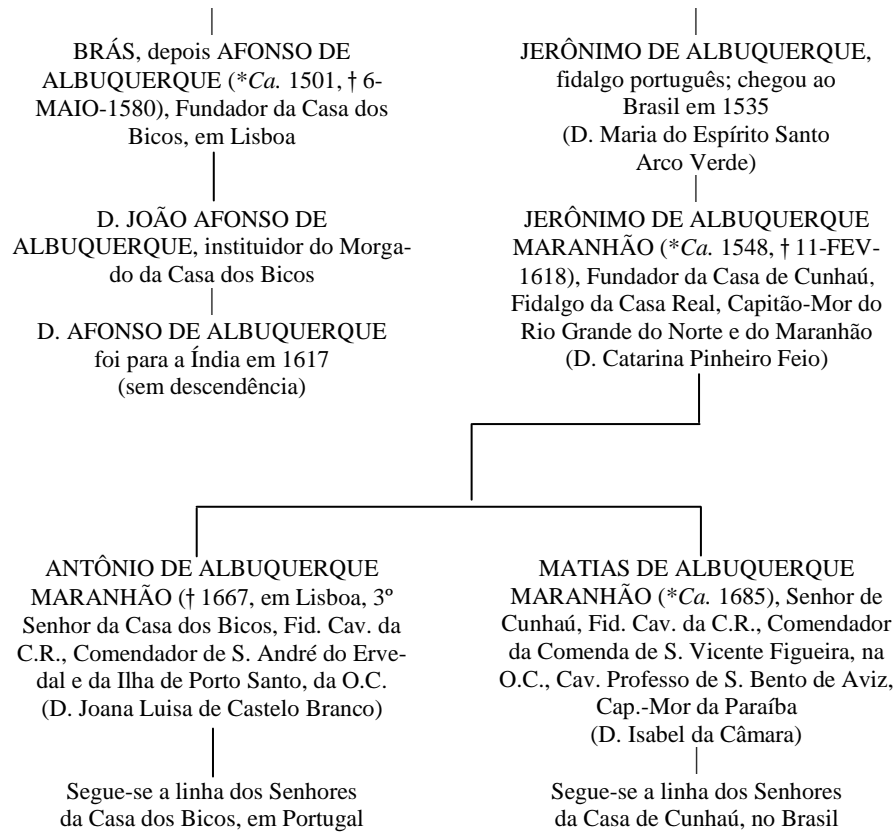 BRÁS, depois AFONSO DE
ALBUQUERQUE (*Ca. 1501, † 6-
MAIO-1580), Fundador da Casa dos
Bicos, em Lisboa
D. JOÃO AFONSO DE
ALBUQUERQUE, instituidor do Morga-
do da Casa dos Bicos
D. AFONSO DE ALBUQUERQUE
foi para a Índia em 1617
(sem descendência)
JERÔNIMO DE ALBUQUERQUE,
fidalgo português; chegou ao
Brasil em 1535
(D. Maria do Espírito Santo
Arco Verde)
JERÔNIMO DE ALBUQUERQUE
MARANHÃO (*Ca. 1548, † 11-FEV-
1618), Fundador da Casa de Cunhaú,
Fidalgo da Casa Real, Capitão-Mor do
Rio Grande do Norte e do Maranhão
(D. Catarina Pinheiro Feio)
ANTÔNIO DE ALBUQUERQUE
MARANHÃO († 1667, em Lisboa, 3º
Senhor da Casa dos Bicos, Fid. Cav. da
C.R., Comendador de S. André do Erve-
dal e da Ilha de Porto Santo, da O.C.
(D. Joana Luisa de Castelo Branco)
Segue-se a linha dos Senhores
da Casa dos Bicos, em Portugal
MATIAS DE ALBUQUERQUE
MARANHÃO (*Ca. 1685), Senhor de
Cunhaú, Fid. Cav. da C.R., Comendador
da Comenda de S. Vicente Figueira, na
O.C., Cav. Professo de S. Bento de Aviz,
Cap.-Mor da Paraíba
(D. Isabel da Câmara)
Segue-se a linha dos Senhores
da Casa de Cunhaú, no Brasil